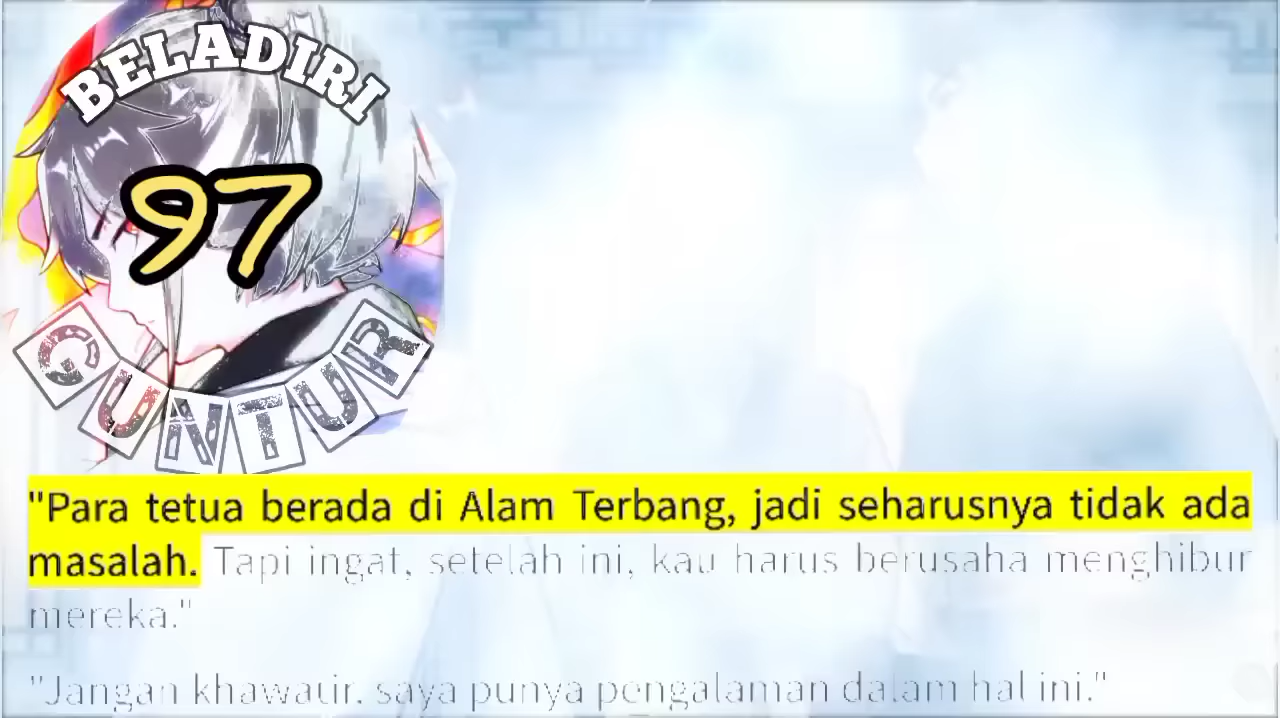 BELADIRI
97
GUNTUR
"Para tetua berada di Alam Terbang, jadi seharusnya tidak ada
masalah. Tapi ingat, setelah ini, kau harus berusaha menghibur
mereka."
"Jangan khawatir. saya punya pengalaman dalam hal ini."